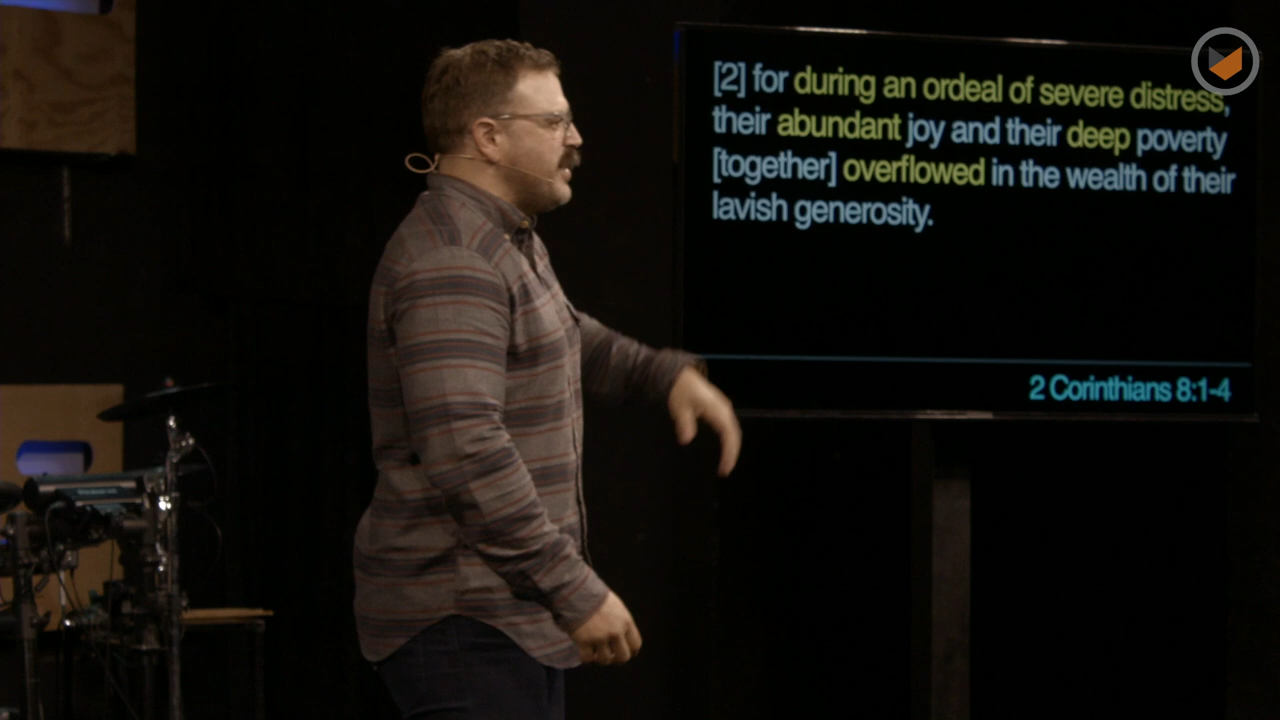 [2] for during an ordeal of severe distress,
their abundant joy and their deep poverty
[together] overflowed in the wealth of their
lavish generosity.
2 Corinthians 8:1-4